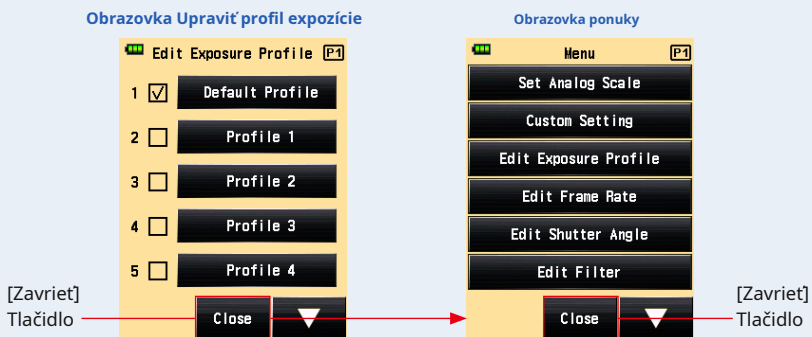 Obrazovka Upraviť profil expozície
Edit Exposure Profile P1
1 Default Profile
2 Profile 1
3 Profile 2
4 Profile 3
5 Profile 4
Close
[Zavrieť]
Tlačidlo
Obrazovka ponuky
Menu P1
Set Analog Scale
Custom Setting
Edit Exposure Profile
Edit Frame Rate
Edit Shutter Angle
Edit Filter
Close
[Zavrieť]
Tlačidlo